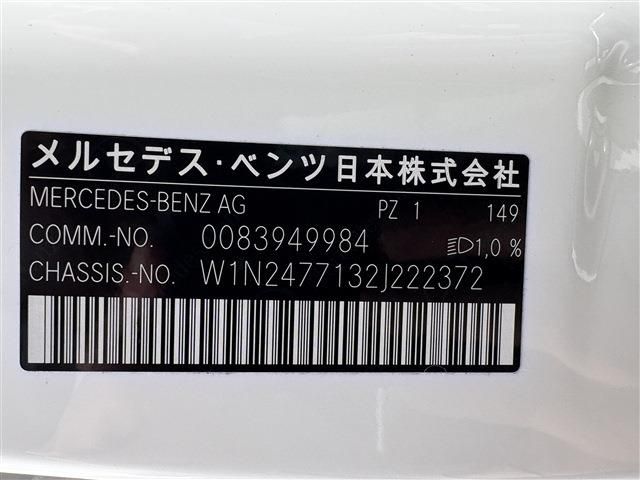 メルセデス・ベンツ日本株式会社
MERCEDES-BENZ AG PZ 1 149
COMM.-NO. 0083949984 1,0 %
CHASSIS.-NO. W1N2477132J222372